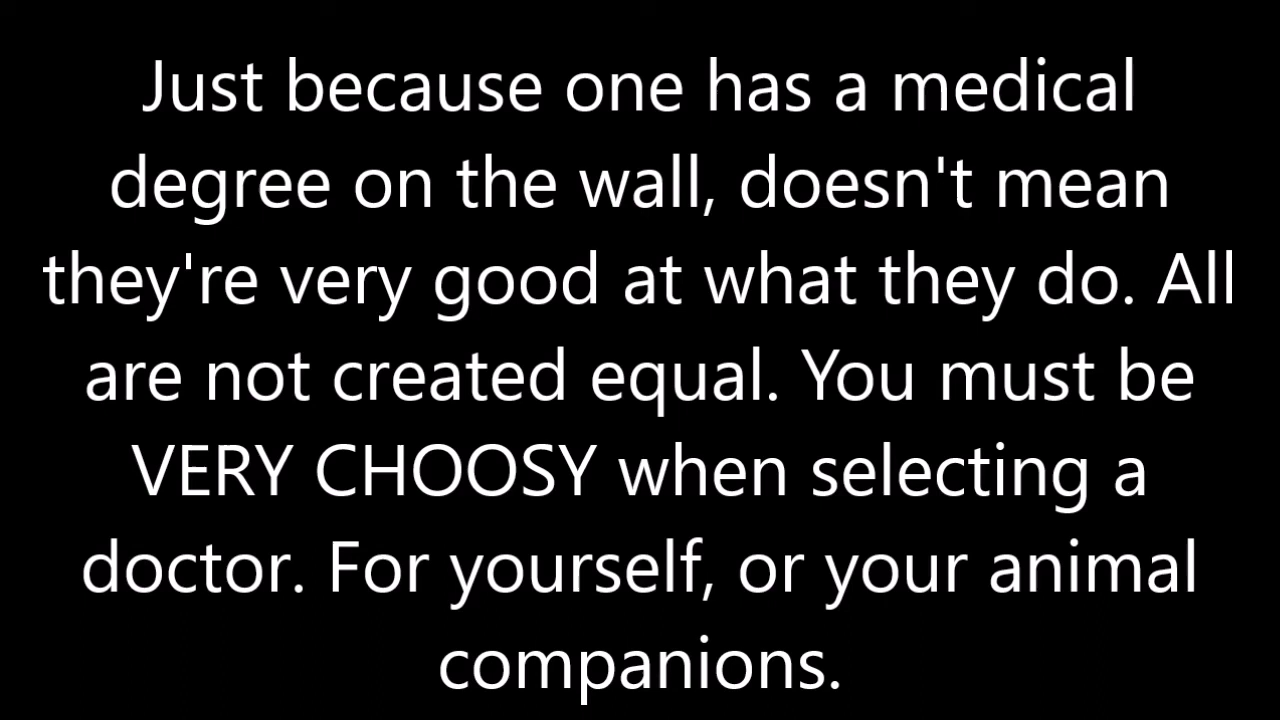 Just because one has a medical
degree on the wall, doesn't mean
they're very good at what they do. All
are not created equal. You must be
VERY CHOOSY when selecting a
doctor. For yourself, or your animal
companions.